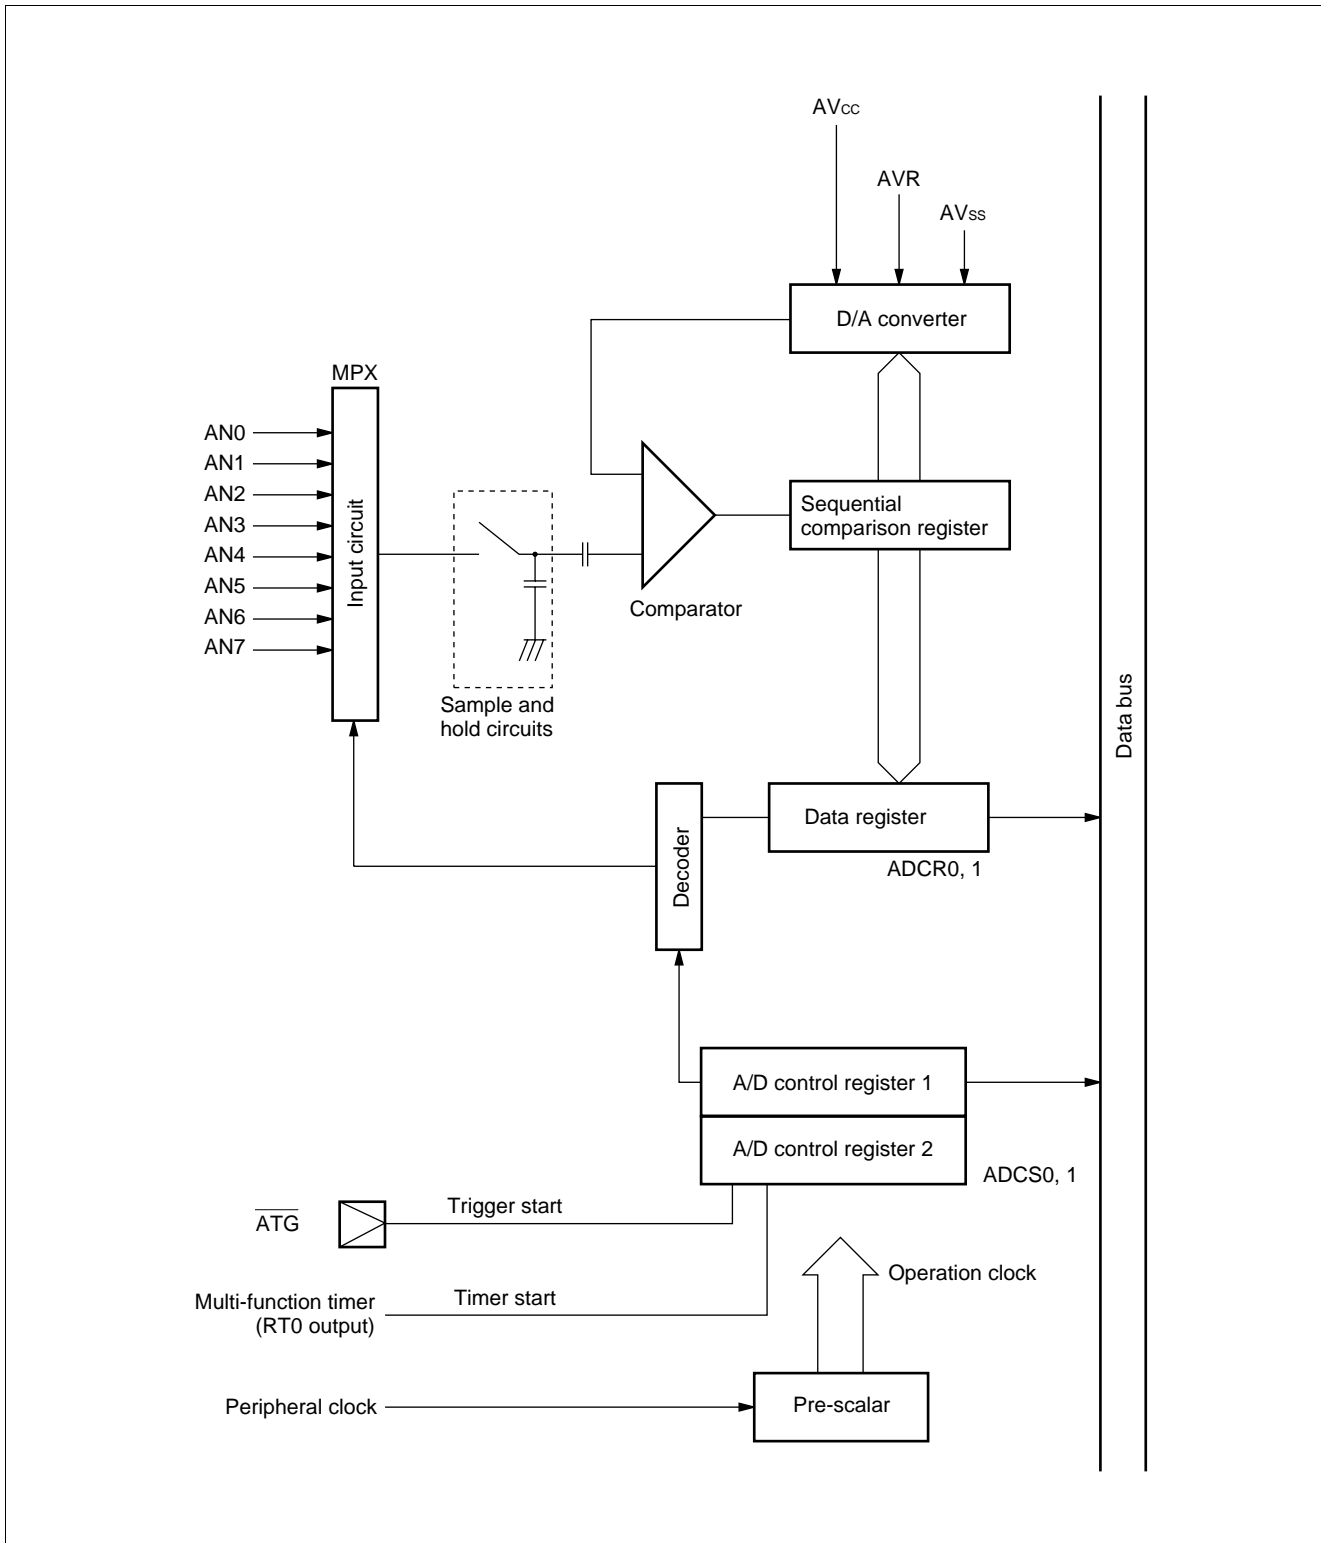 AVCC
AVR
AVSS
D/A converter
MPX
AN0
AN1
AN2
AN3
AN4
AN5
AN6
AN7
Input circuit
Sequential
comparison register
Comparator
Sample and
hold circuits
Data bus
Decoder
Data register
ADCR0, 1
A/D control register 1
A/D control register 2
ADCS0, 1
ATG
Trigger start
Operation clock
Multi-function timer
(RT0 output)
Timer start
Peripheral clock
Pre-scalar